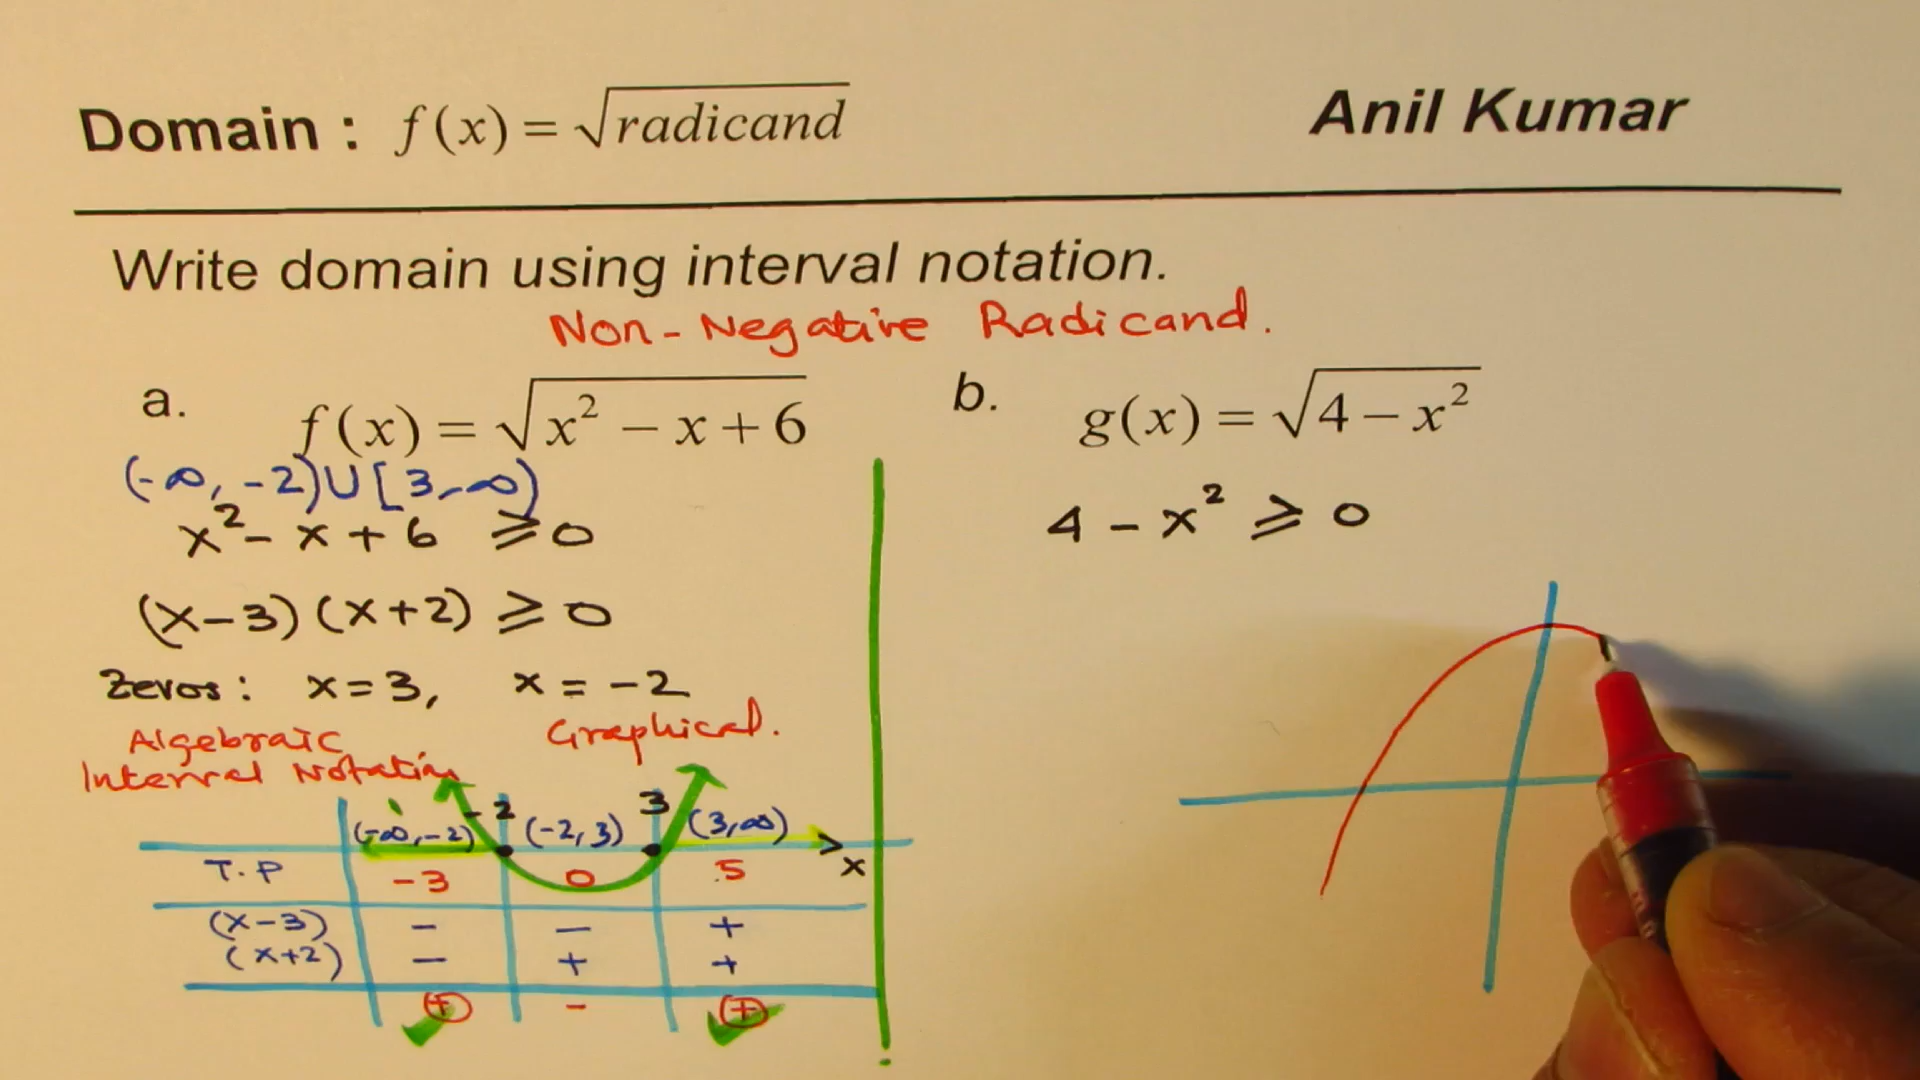 Domain : f(x) = √radicand
Anil Kumar
Write domain using interval notation.
Non-Negative Radicand.
a. f(x) = √x² − x + 6
(-∞, -2) ∪ [3, ∞)
x² - x + 6 ⩾ 0
(x-3) (x+2) ⩾ 0
Zeros: x = 3, x = -2
Algebraic
Interval Notation
Graphical.
-2 3
(-∞, -2) (-2, 3) (3, ∞)
x
T.P -3 0 5
(x-3) - - +
(x+2) - + +
+ - +
b. g(x) = √4 − x²
4 - x² ⩾ 0